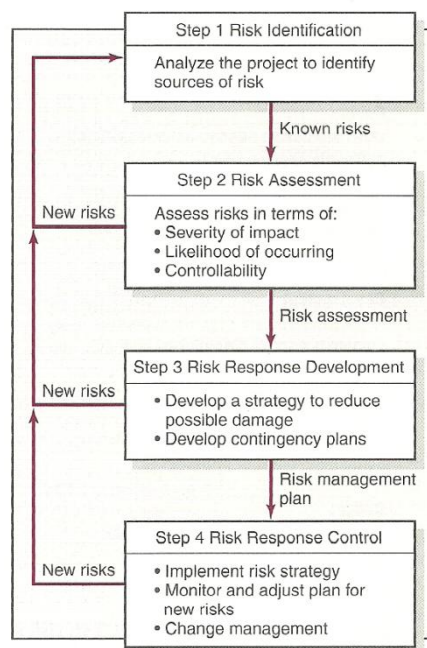 Step 1 Risk Identification
Analyze the project to identify
sources of risk
Known risks
Step 2 Risk Assessment
Assess risks in terms of:
• Severity of impact
• Likelihood of occurring
• Controllability
New risks
Risk assessment
Step 3 Risk Response Development
• Develop a strategy to reduce
possible damage
• Develop contingency plans
New risks
Risk management
plan
Step 4 Risk Response Control
• Implement risk strategy
• Monitor and adjust plan for
new risks
• Change management
New risks